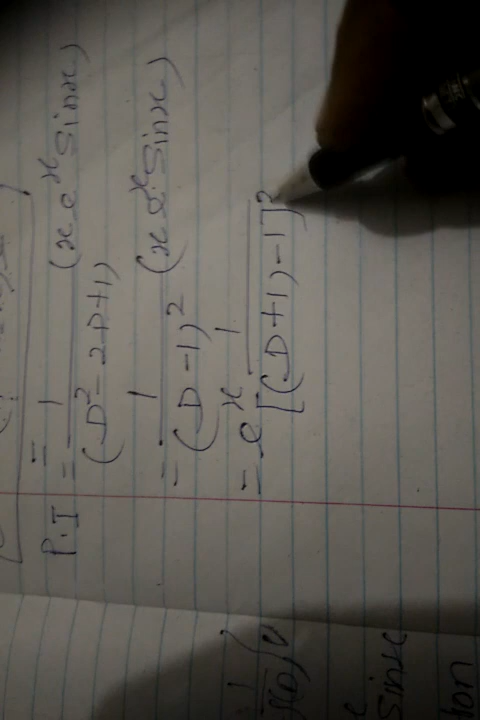 P.I = 1/(D² - 2D + 1) (x eˣ sin x)
= 1/(D - 1)² (x eˣ sin x)
= eˣ 1/[(D + 1) - 1]²
sin x